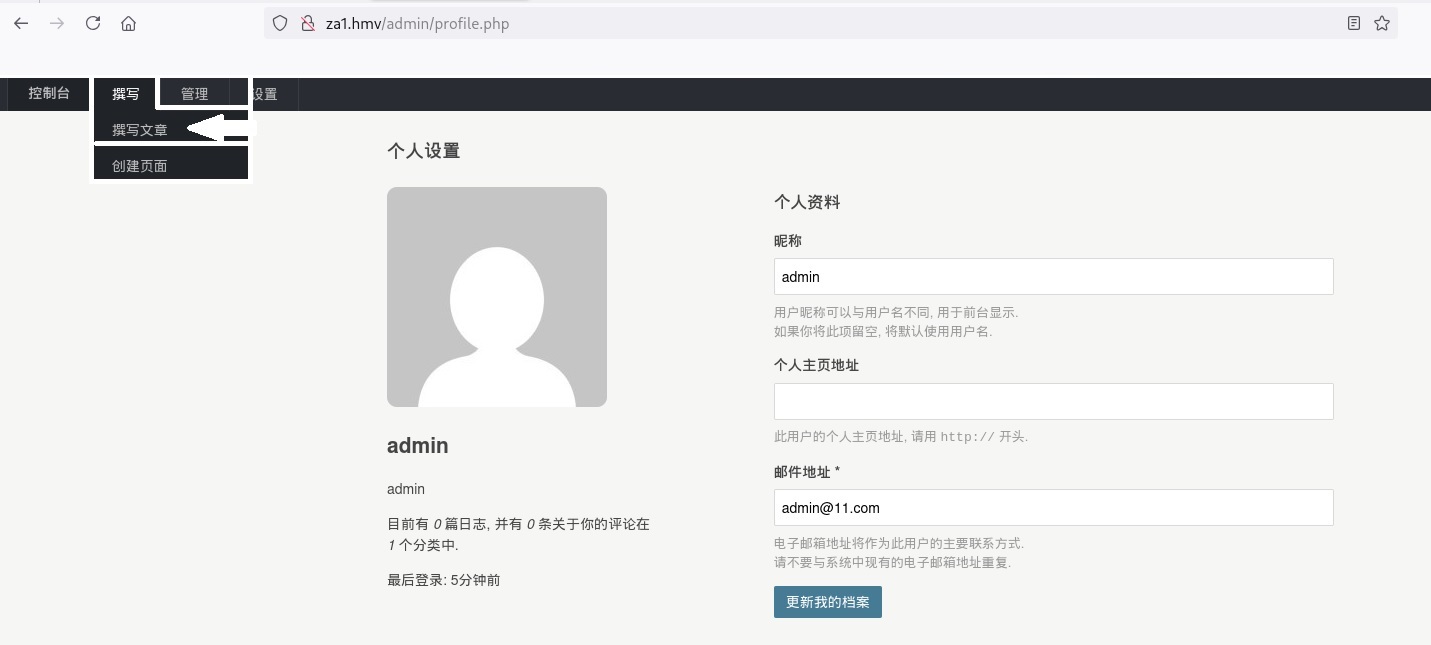 za1.hmv/admin/profile.php
控制台 撰写 管理 设置
撰写文章
创建页面
个人设置
admin
admin
目前有 0 篇日志, 并有 0 条关于你的评论在
1 个分类中.
最后登录: 5分钟前
个人资料
昵称
admin
用户昵称可以与用户名不同, 用于前台显示.
如果你将此项留空, 将默认使用用户名.
个人主页地址
此用户的个人主页地址, 请用 http:// 开头.
邮件地址 *
admin@11.com
电子邮箱地址将作为此用户的主要联系方式.
请不要与系统中现有的电子邮箱地址重复.
更新我的档案